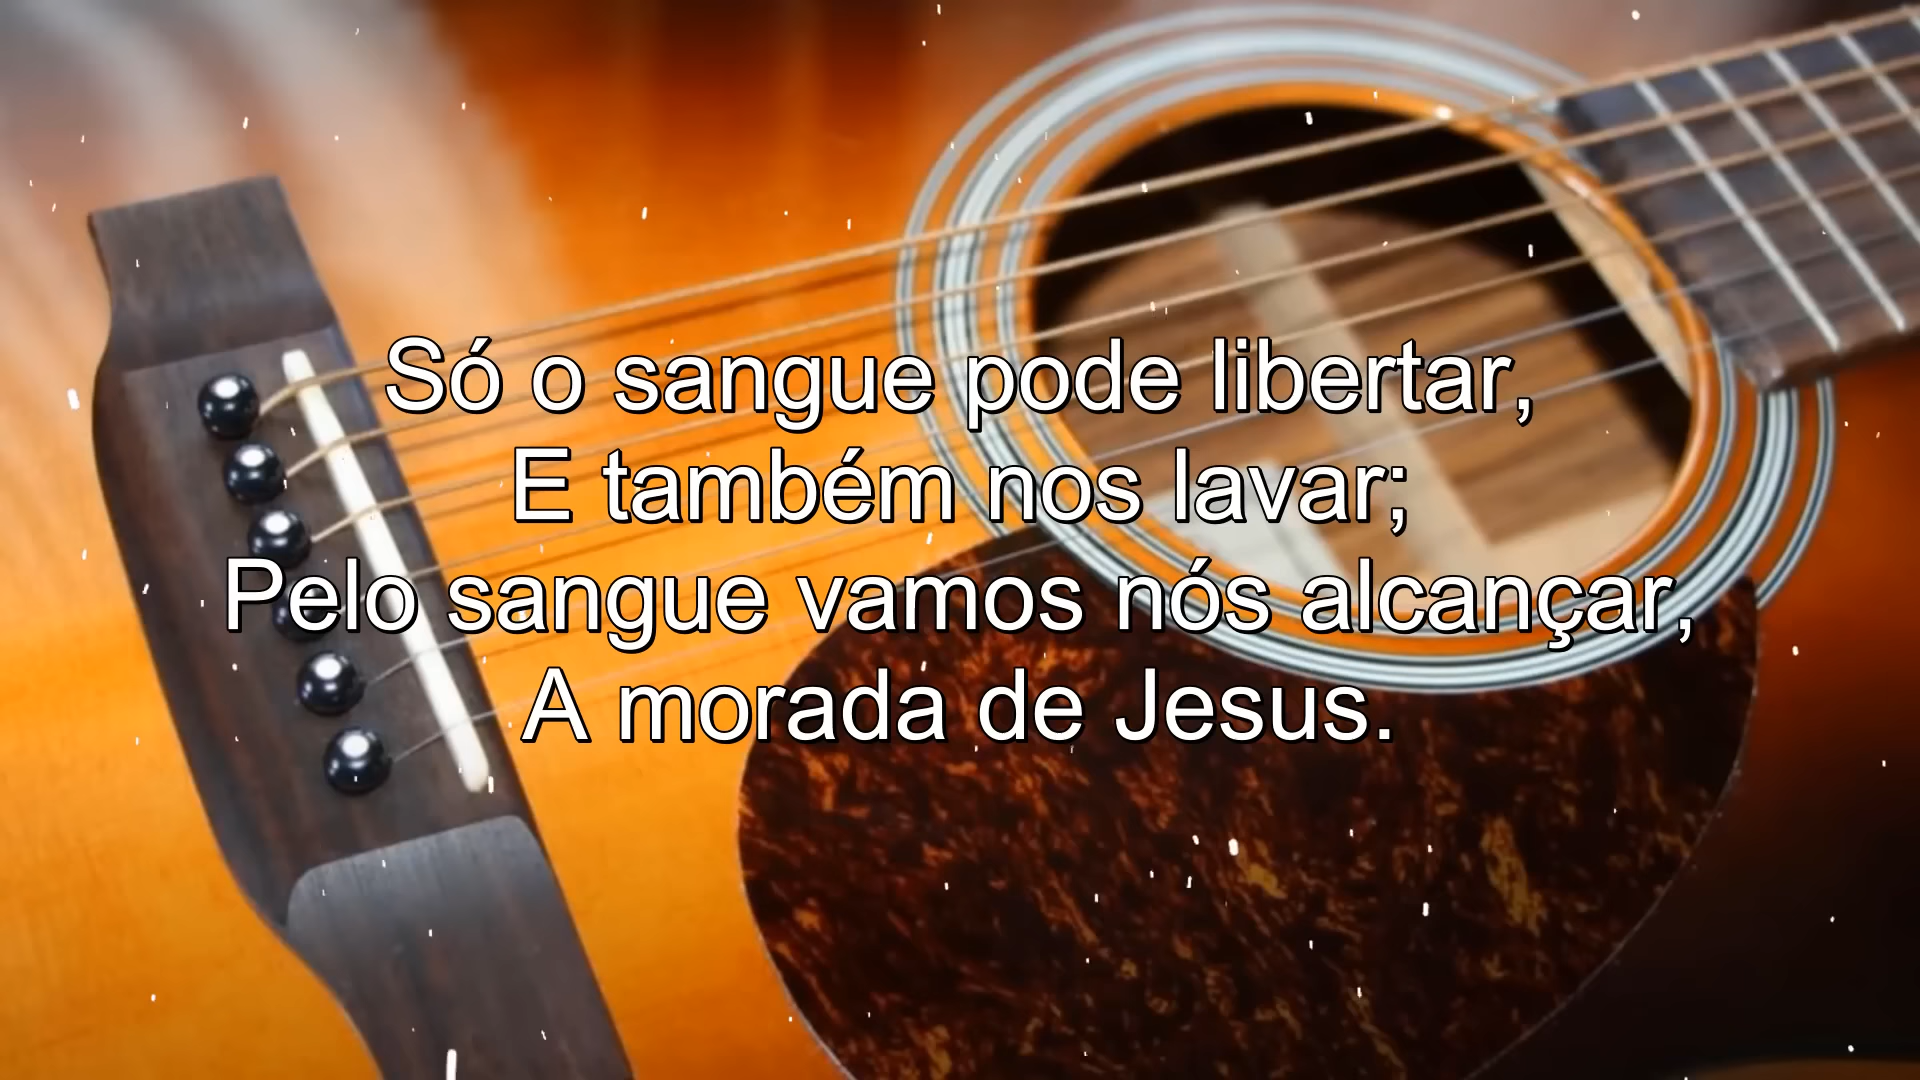 Só o sangue pode libertar,
E também nos lavar;
Pelo sangue vamos nós alcançar,
A morada de Jesus.